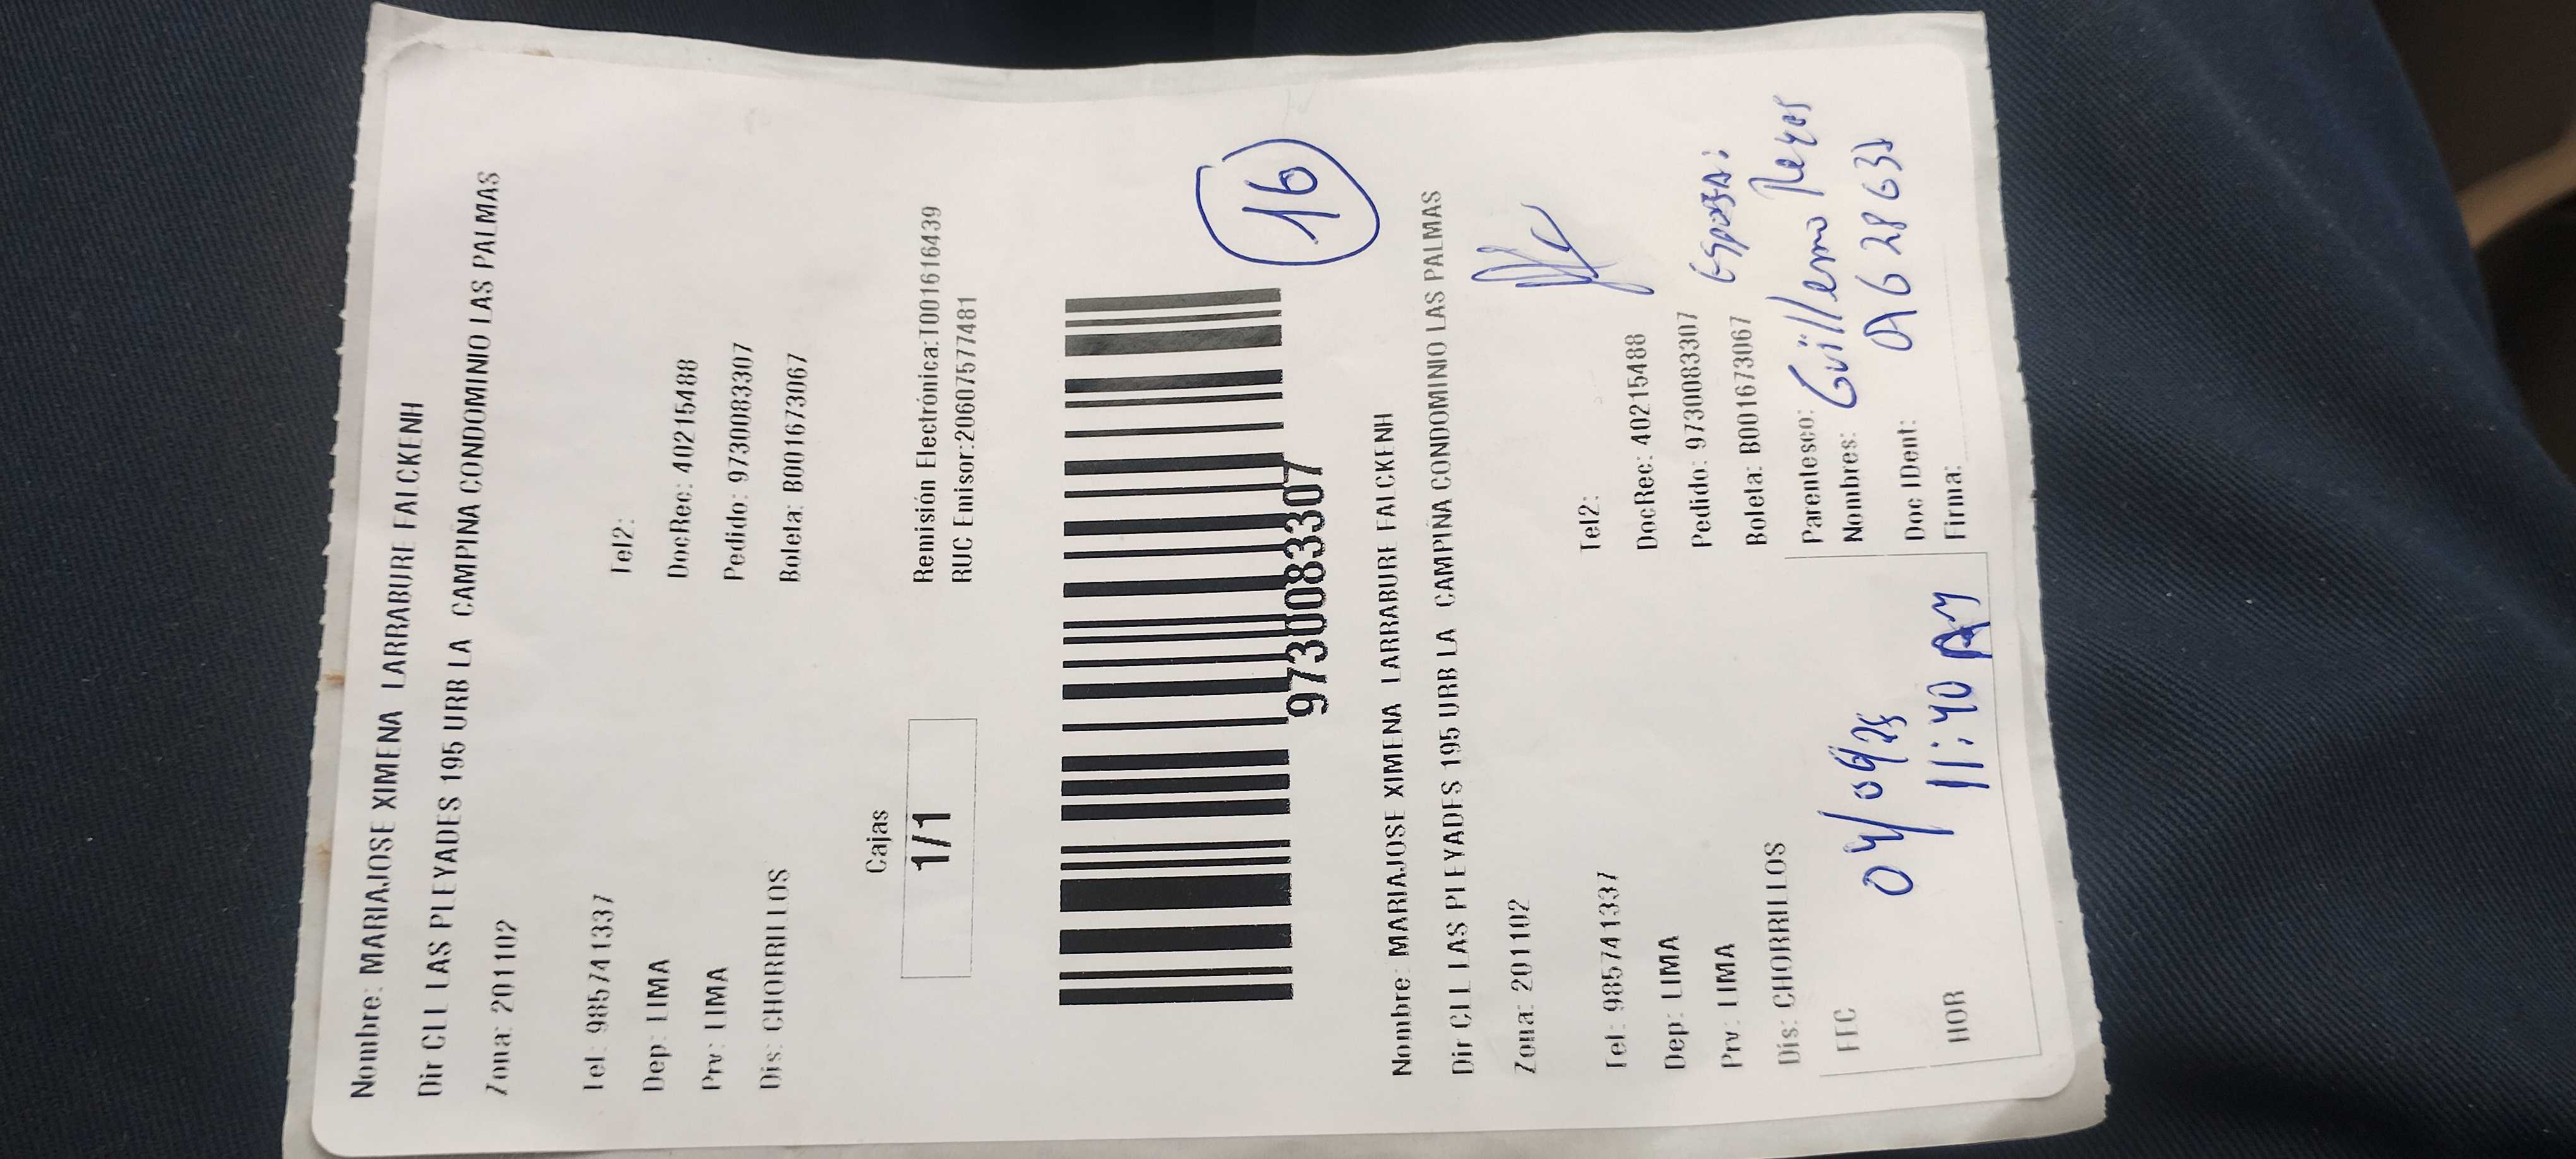 Nombre: MARIAJOSE XIMENA LARRABURE FALCKENH
Dir CLL LAS PLEYADES 195 URB LA CAMPIÑA CONDOMINIO LAS PALMAS
Zona: 201102
Tel: 985741337 Tel2:
Dep: LIMA DocRec: 40215488
Prv: LIMA Pedido: 9730083307
Dis: CHORRILLOS Boleta: B001673067
Cajas
1/1
Remisión Electrónica:T001616439
RUC Emisor:20607577481
9730083307
16
Nombre: MARIAJOSE XIMENA LARRABURE FALCKENH
Dir CLL LAS PLEYADES 195 URB LA CAMPIÑA CONDOMINIO LAS PALMAS
Zona: 201102
Tel: 985741337 Tel2:
Dep: LIMA DocRec: 40215488
Prv: LIMA Pedido: 9730083307
Dis: CHORRILLOS Boleta: B001673067
FEC 04/09/25
HOR 11:40 AM
Parentesco:
Nombres: Guillermo
Doc IDent:
Firma: